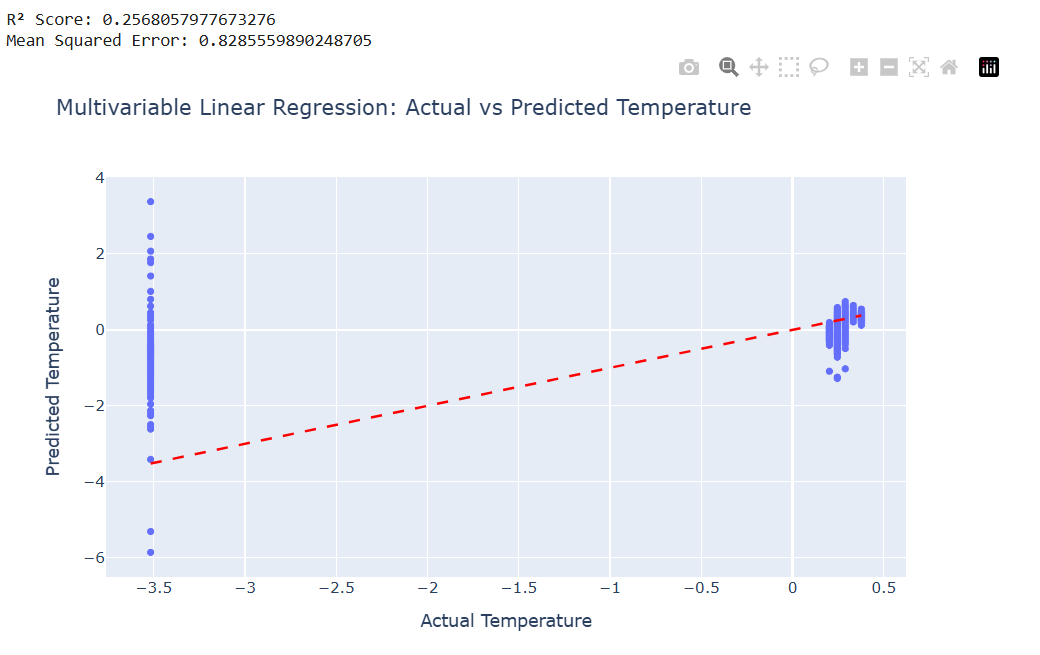 R² Score: 0.2568057977673276
Mean Squared Error: 0.8285559890248705
Multivariable Linear Regression: Actual vs Predicted Temperature
4
2
0
−2
−4
−6
Predicted Temperature
−3.5 −3 −2.5 −2 −1.5 −1 −0.5 0 0.5
Actual Temperature